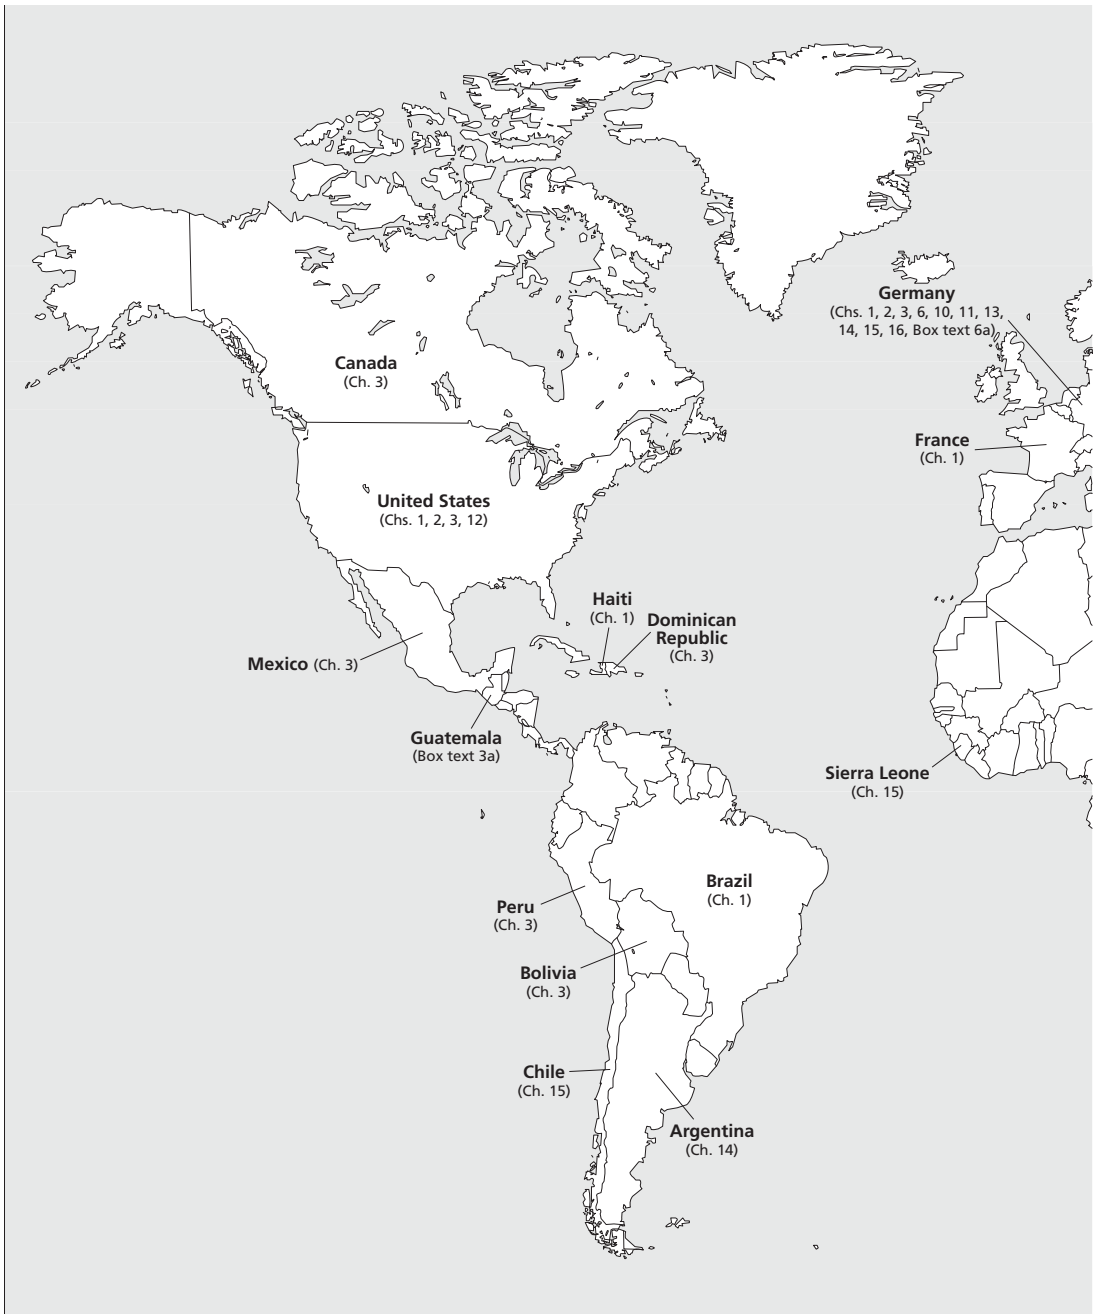 Germany
(Chs. 1, 2, 3, 6, 10, 11, 13,
14, 15, 16, Box text 6a)
Canada
(Ch. 3)
France
(Ch. 1)
United States
(Chs. 1, 2, 3, 12)
Haiti
(Ch. 1)
Dominican
Republic
(Ch. 3)
Mexico (Ch. 3)
Guatemala
(Box text 3a)
Sierra Leone
(Ch. 15)
Brazil
(Ch. 1)
Peru
(Ch. 3)
Bolivia
(Ch. 3)
Chile
(Ch. 15)
Argentina
(Ch. 14)